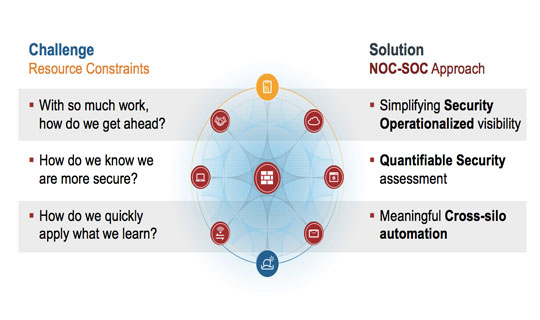 Challenge
Resource Constraints
▪ With so much work,
how do we get ahead?
▪ How do we know we
are more secure?
▪ How do we quickly
apply what we learn?
Solution
NOC-SOC Approach
▪ Simplifying Security
Operationalized visibility
▪ Quantifiable Security
assessment
▪ Meaningful Cross-silo
automation